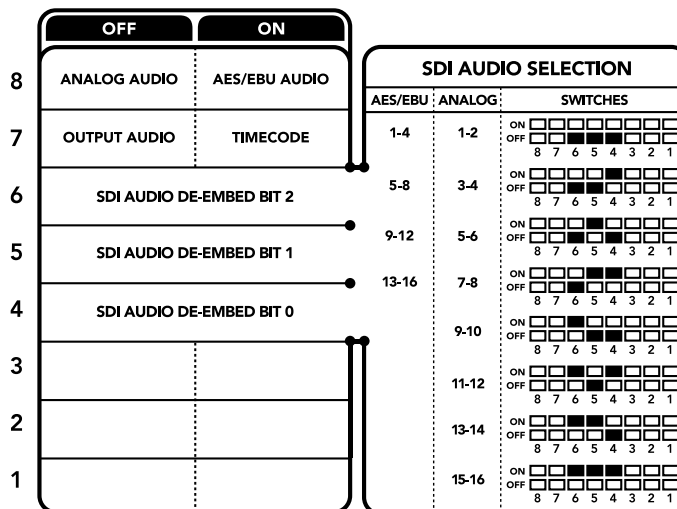 OFF ON
8 ANALOG AUDIO AES/EBU AUDIO
7 OUTPUT AUDIO TIMECODE
6 SDI AUDIO DE-EMBED BIT 2
5 SDI AUDIO DE-EMBED BIT 1
4 SDI AUDIO DE-EMBED BIT 0
3
2
1
SDI AUDIO SELECTION
AES/EBU ANALOG SWITCHES
1-4 1-2 ON
OFF
8 7 6 5 4 3 2 1
5-8 3-4 ON
OFF
8 7 6 5 4 3 2 1
9-12 5-6 ON
OFF
8 7 6 5 4 3 2 1
13-16 7-8 ON
OFF
8 7 6 5 4 3 2 1
9-10 ON
OFF
8 7 6 5 4 3 2 1
11-12 ON
OFF
8 7 6 5 4 3 2 1
13-14 ON
OFF
8 7 6 5 4 3 2 1
15-16 ON
OFF
8 7 6 5 4 3 2 1